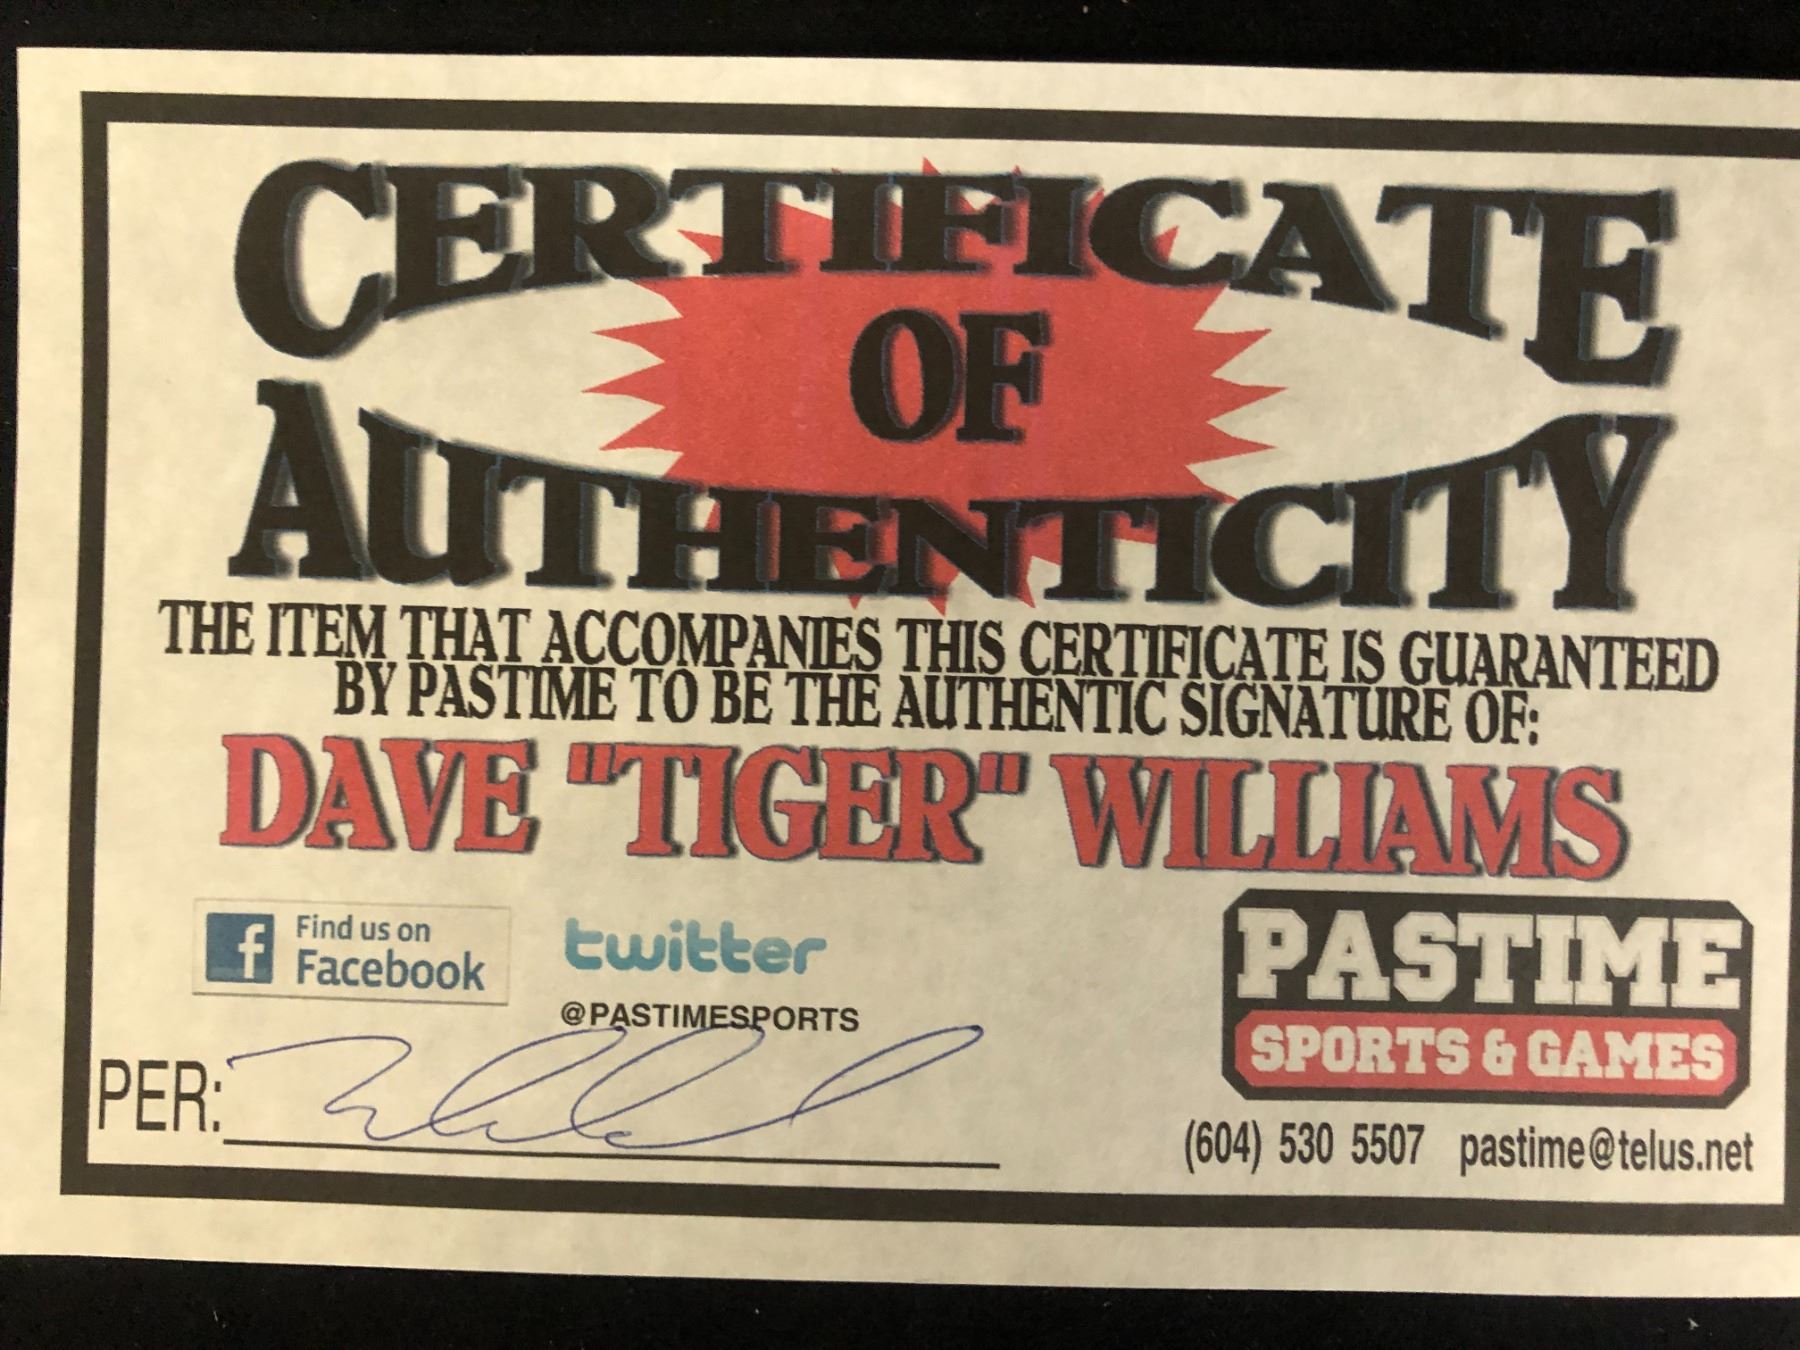 CERTIFICATE
OF
AUTHENTICITY
THE ITEM THAT ACCOMPANIES THIS CERTIFICATE IS GUARANTEED
BY PASTIME TO BE THE AUTHENTIC SIGNATURE OF:
DAVE "TIGER" WILLIAMS
f Find us on
Facebook
twitter
@PASTIMESPORTS
PASTIME
SPORTS & GAMES
PER:
(604) 530 5507 pastime@telus.net